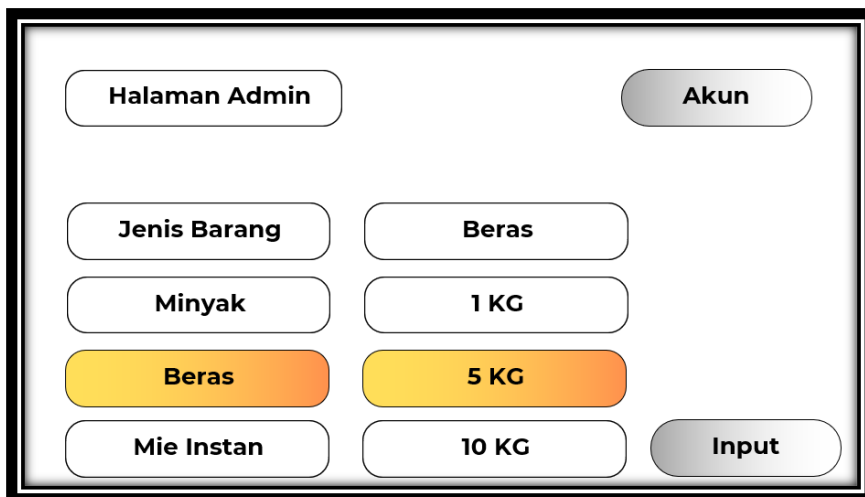 Halaman Admin
Akun
Jenis Barang
Beras
Minyak
1 KG
Beras
5 KG
Mie Instan
10 KG
Input